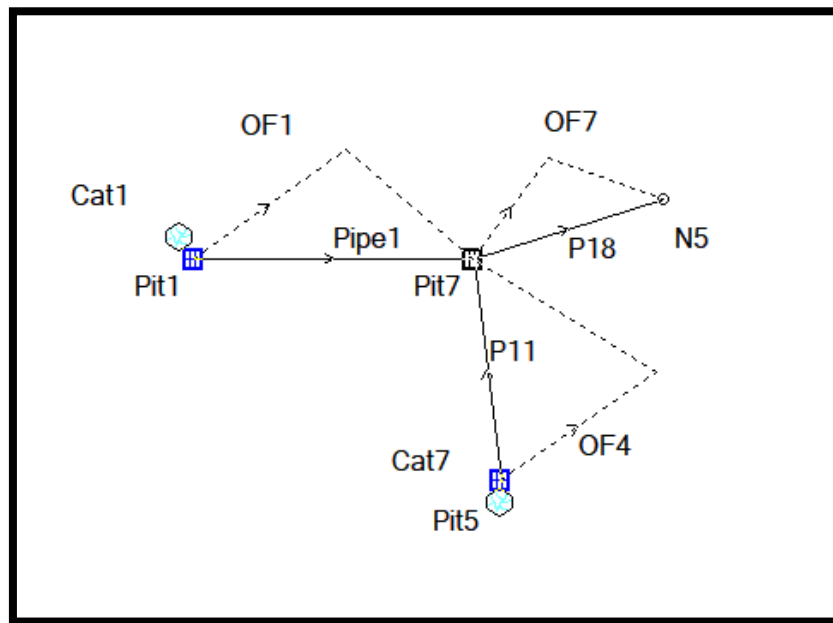 OF1
OF7
Cat1
Pipe1
P18
N5
Pit1
Pit7
P11
OF4
Cat7
Pit5